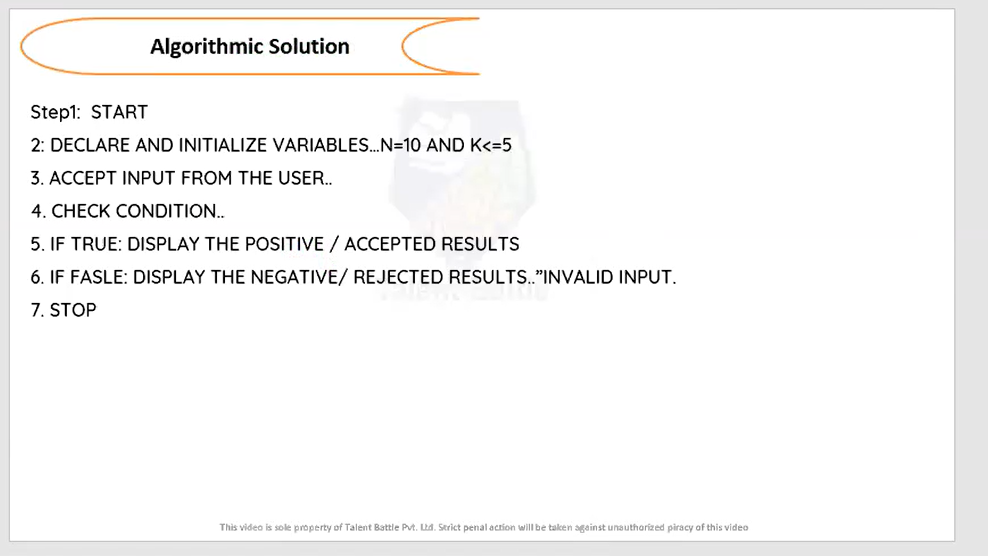 Algorithmic Solution
Step1: START
2: DECLARE AND INITIALIZE VARIABLES...N=10 AND K<=5
3. ACCEPT INPUT FROM THE USER..
4. CHECK CONDITION..
5. IF TRUE: DISPLAY THE POSITIVE / ACCEPTED RESULTS
6. IF FASLE: DISPLAY THE NEGATIVE/ REJECTED RESULTS..”INVALID INPUT.
7. STOP
This video is sole property of Talent Battle Pvt. Ltd. Strict penal action will be taken against unauthorized piracy of this video